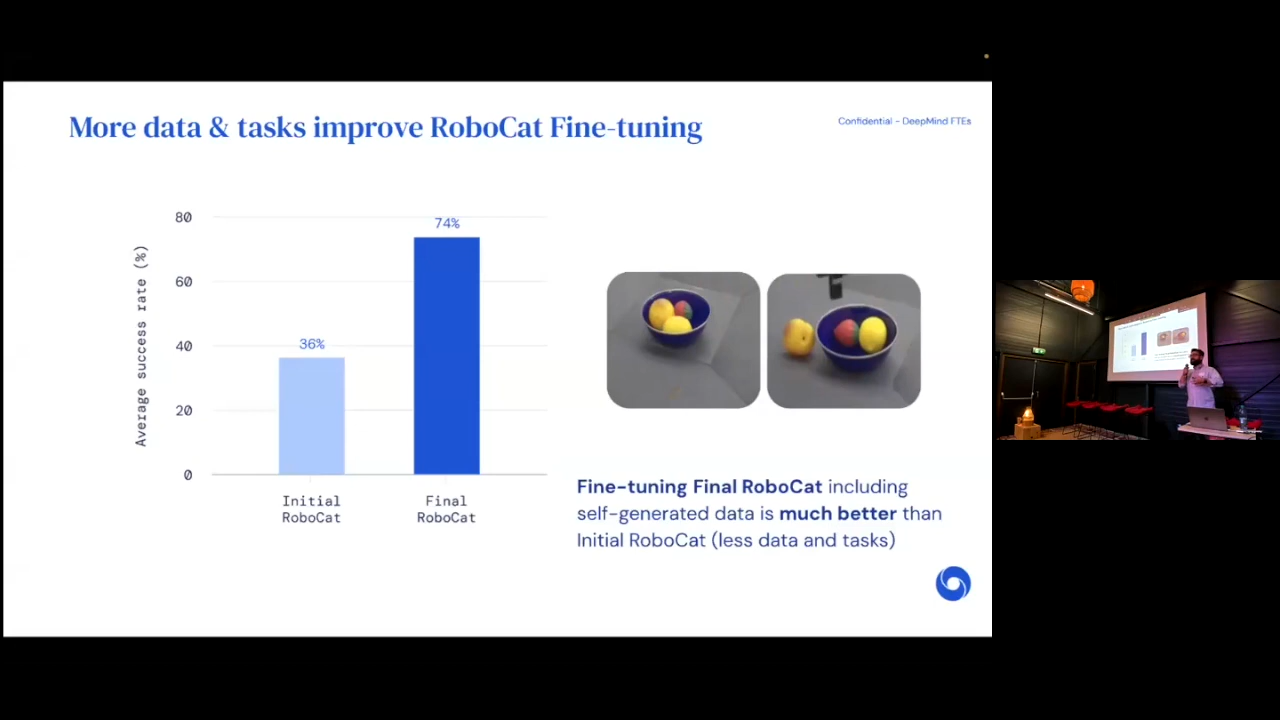 More data & tasks improve RoboCat Fine-tuning
Confidential - DeepMind FTEs
Average success rate (%)
80
60
40
20
0
36%
74%
Initial
RoboCat
Final
RoboCat
Fine-tuning Final RoboCat including
self-generated data is much better than
Initial RoboCat (less data and tasks)